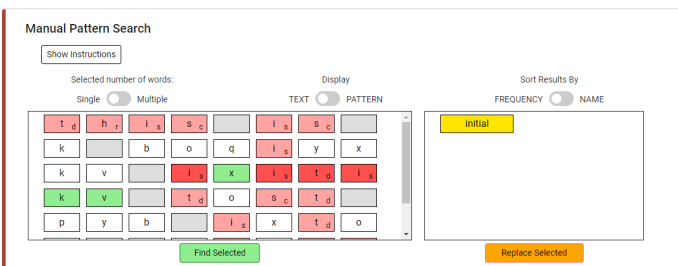 Manual Pattern Search
Show Instructions
Selected number of words: Display Sort Results By
Single Multiple TEXT PATTERN FREQUENCY NAME
t d h r i s s c i s s c
k b o q i s y x
k v i s x i s t d i s
k v t d o s c t d
p y b i s x t d o
initial
Find Selected Replace Selected